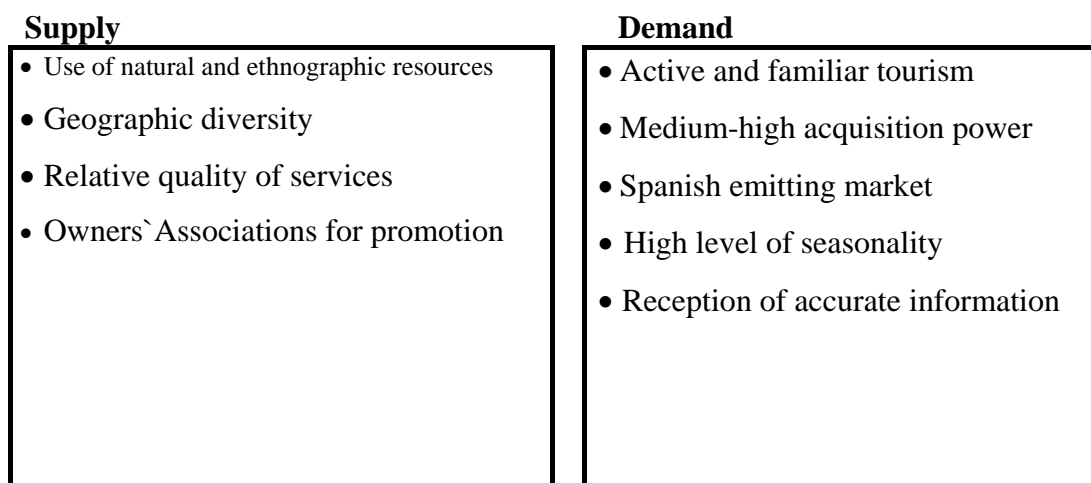 Supply
• Use of natural and ethnographic resources
• Geographic diversity
• Relative quality of services
• Owners`Associations for promotion
Demand
• Active and familiar tourism
• Medium-high acquisition power
• Spanish emitting market
• High level of seasonality
• Reception of accurate information